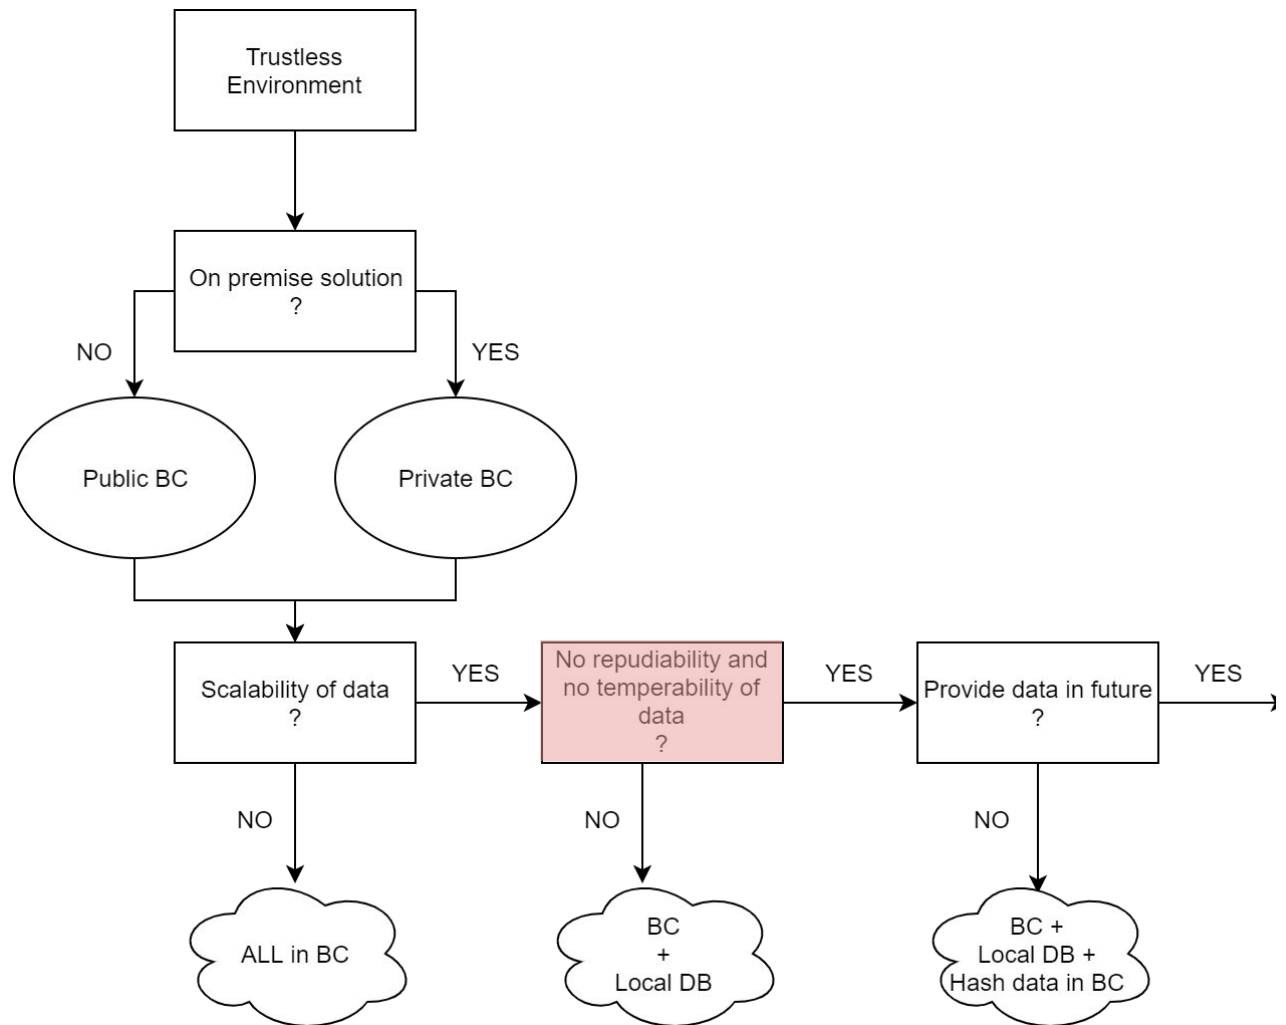 Trustless
Environment
On premise solution
?
NO
YES
Public BC
Private BC
Scalability of data
?
YES
No repudiability and
no temperability of
data
?
YES
Provide data in future
?
YES
NO
NO
NO
ALL in BC
BC
+
Local DB
BC +
Local DB +
Hash data in BC